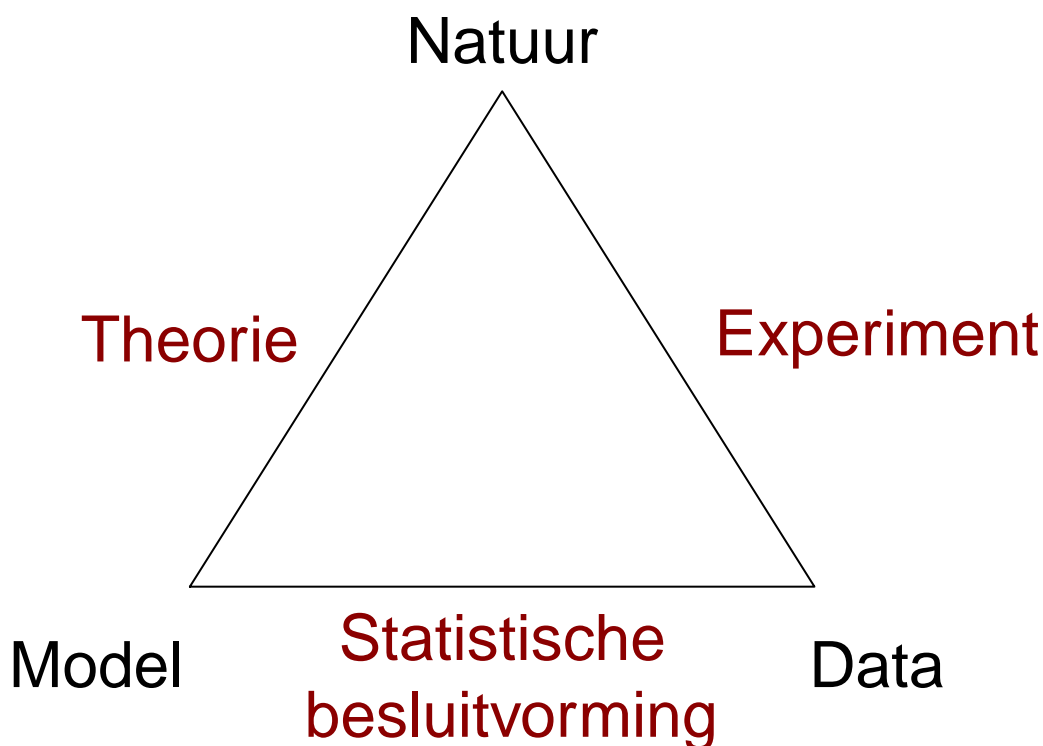 Natuur
Theorie
Experiment
Model
Statistische
besluitvorming
Data